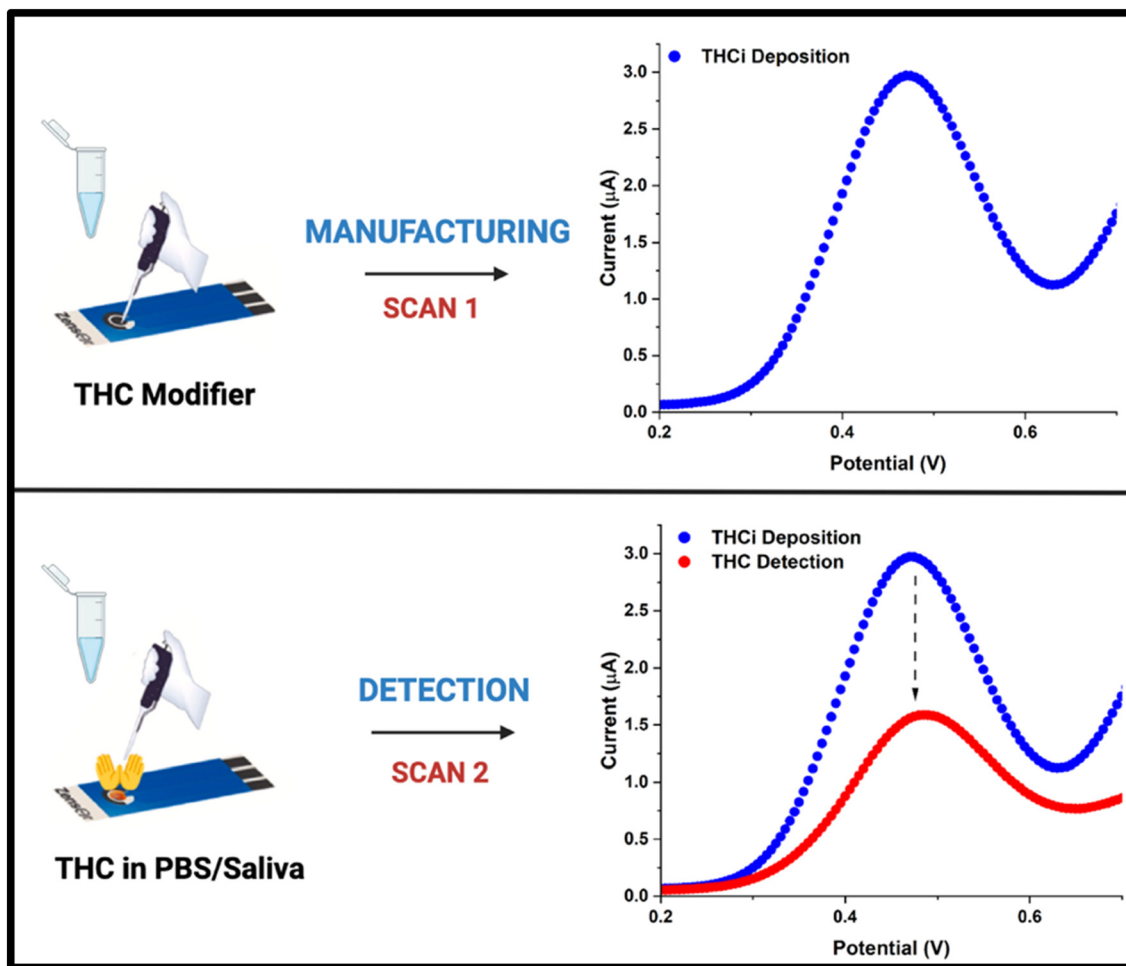 THCi Deposition
3.0
2.5
2.0
1.5
1.0
0.5
0.0
0.2
0.4
0.6
Current (µA)
Potential (V)
MANUFACTURING
SCAN 1
THC Modifier
THCi Deposition
THC Detection
3.0
2.5
2.0
1.5
1.0
0.5
0.0
0.2
0.4
0.6
Current (µA)
Potential (V)
DETECTION
SCAN 2
THC in PBS/Saliva